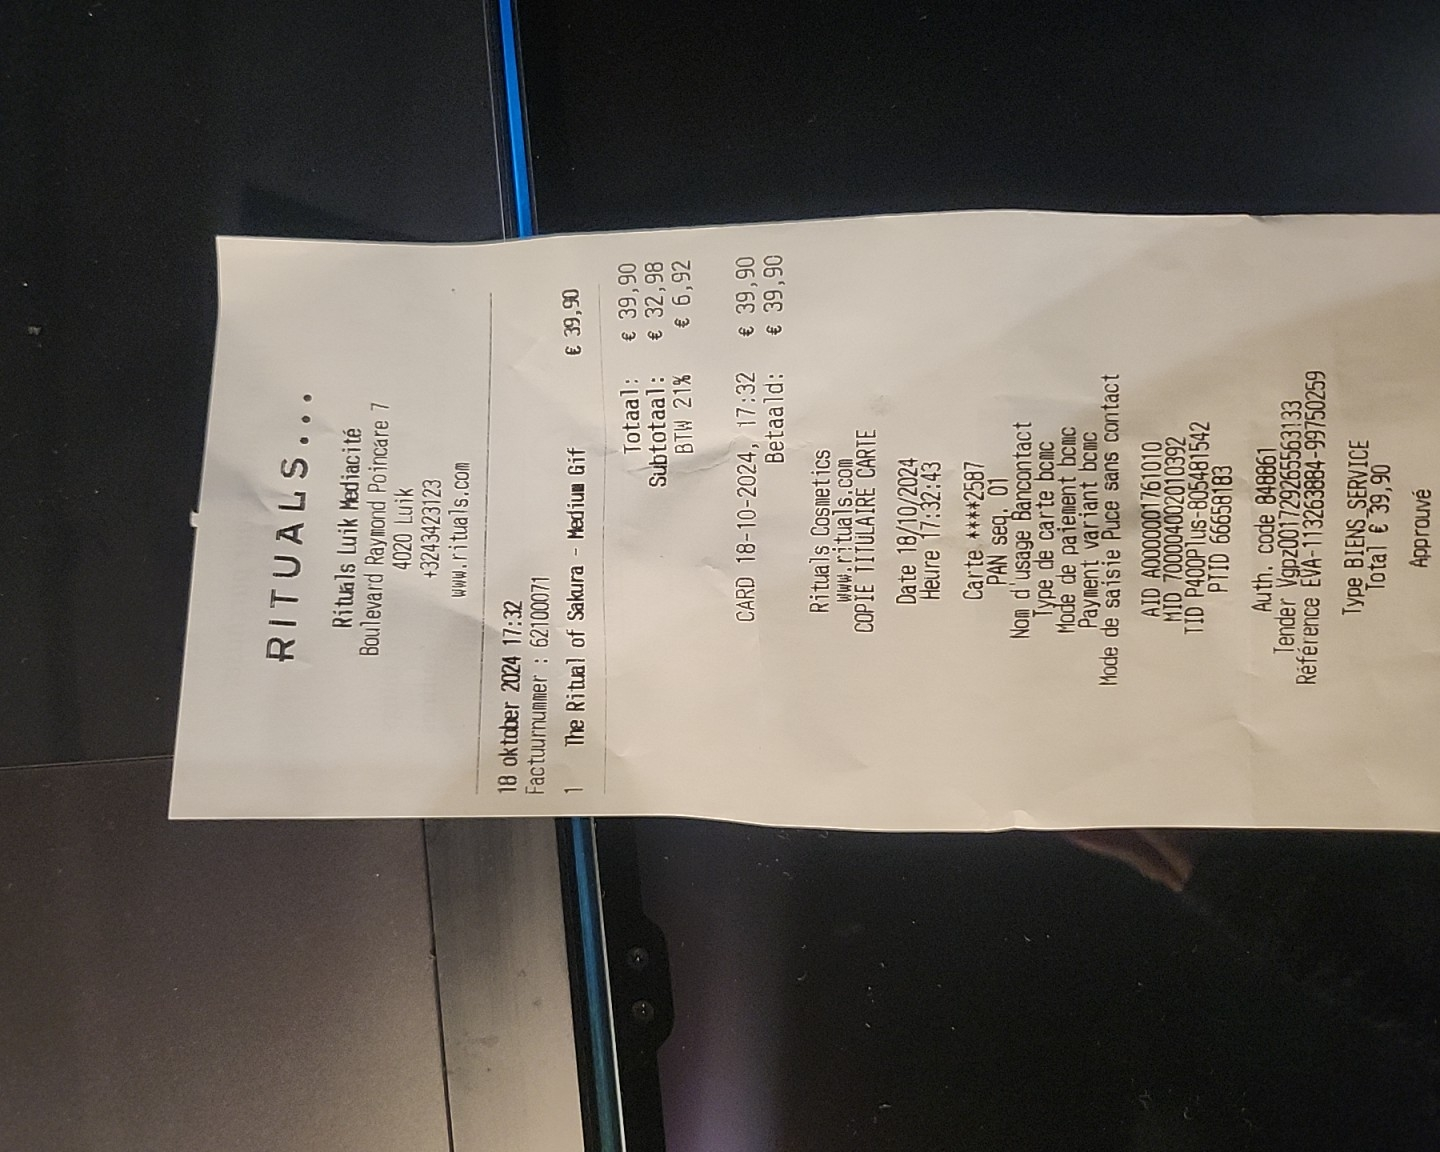 RITUALS...
Rituals Luik Mediacité
Boulevard Raymond Poincare 7
4020 Luik
+3243423123
www.rituals.com
18 oktober 2024 17:32
Factuurnummer : 62100071
1 The Ritual of Sakura - Medium Gif € 39,90
Totaal: € 39,90
Subtotaal: € 32,98
BTW 21% € 6,92
CARD 18-10-2024, 17:32 € 39,90
Betaald: € 39,90
Rituals Cosmetics
www.rituals.com
COPIE TITULAIRE CARTE
Date 18/10/2024
Heure 17:32:43
Carte ****2587
PAN seq. 01
Nom d'usage Bancontact
Type de carte bcmc
Mode de paiement bcmc
Payment variant bcmc
Mode de saisie Puce sans contact
AID A0000001761010
MID 700004002010392
TID P400Plus-805481542
PTID 66658183
Auth. code B48861
Tender Vgpz001729265563133
Référence EVA-113263884-99750259
Type BIENS SERVICE
Total € 39,90
Approuvé